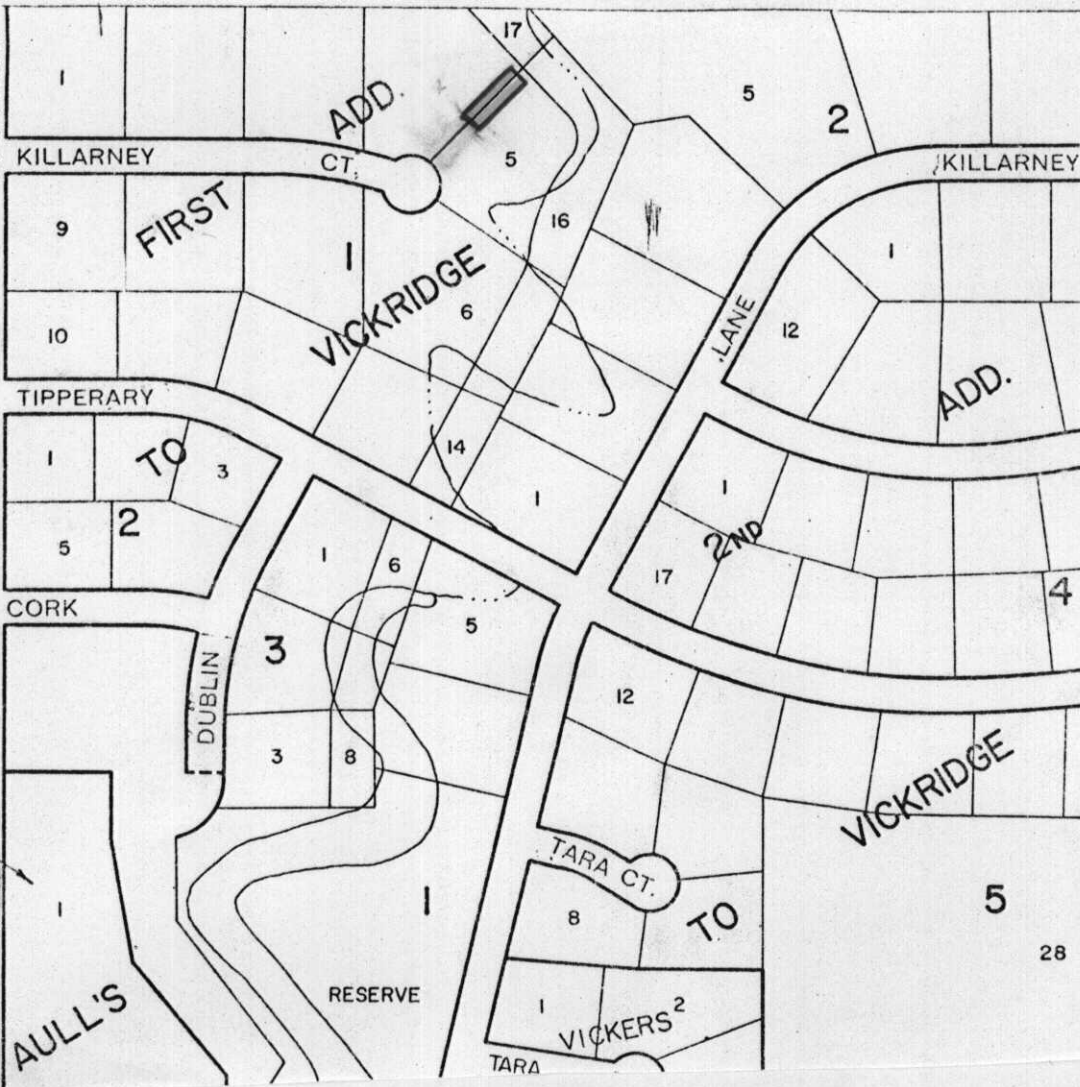 17
1
5
2
ADD
KILLARNEY
CT.
5
KILLARNEY
9
FIRST
16
1
1
VICKRIDGE
6
LANE
12
10
TIPPERARY
ADD.
1
TO
3
14
1
1
2
5
2ND
1
6
17
4
CORK
5
3
DUBLIN
12
3
8
VICKRIDGE
TARA CT.
1
1
8
TO
5
28
RESERVE
AULL'S
1
2
VICKERS
TARA